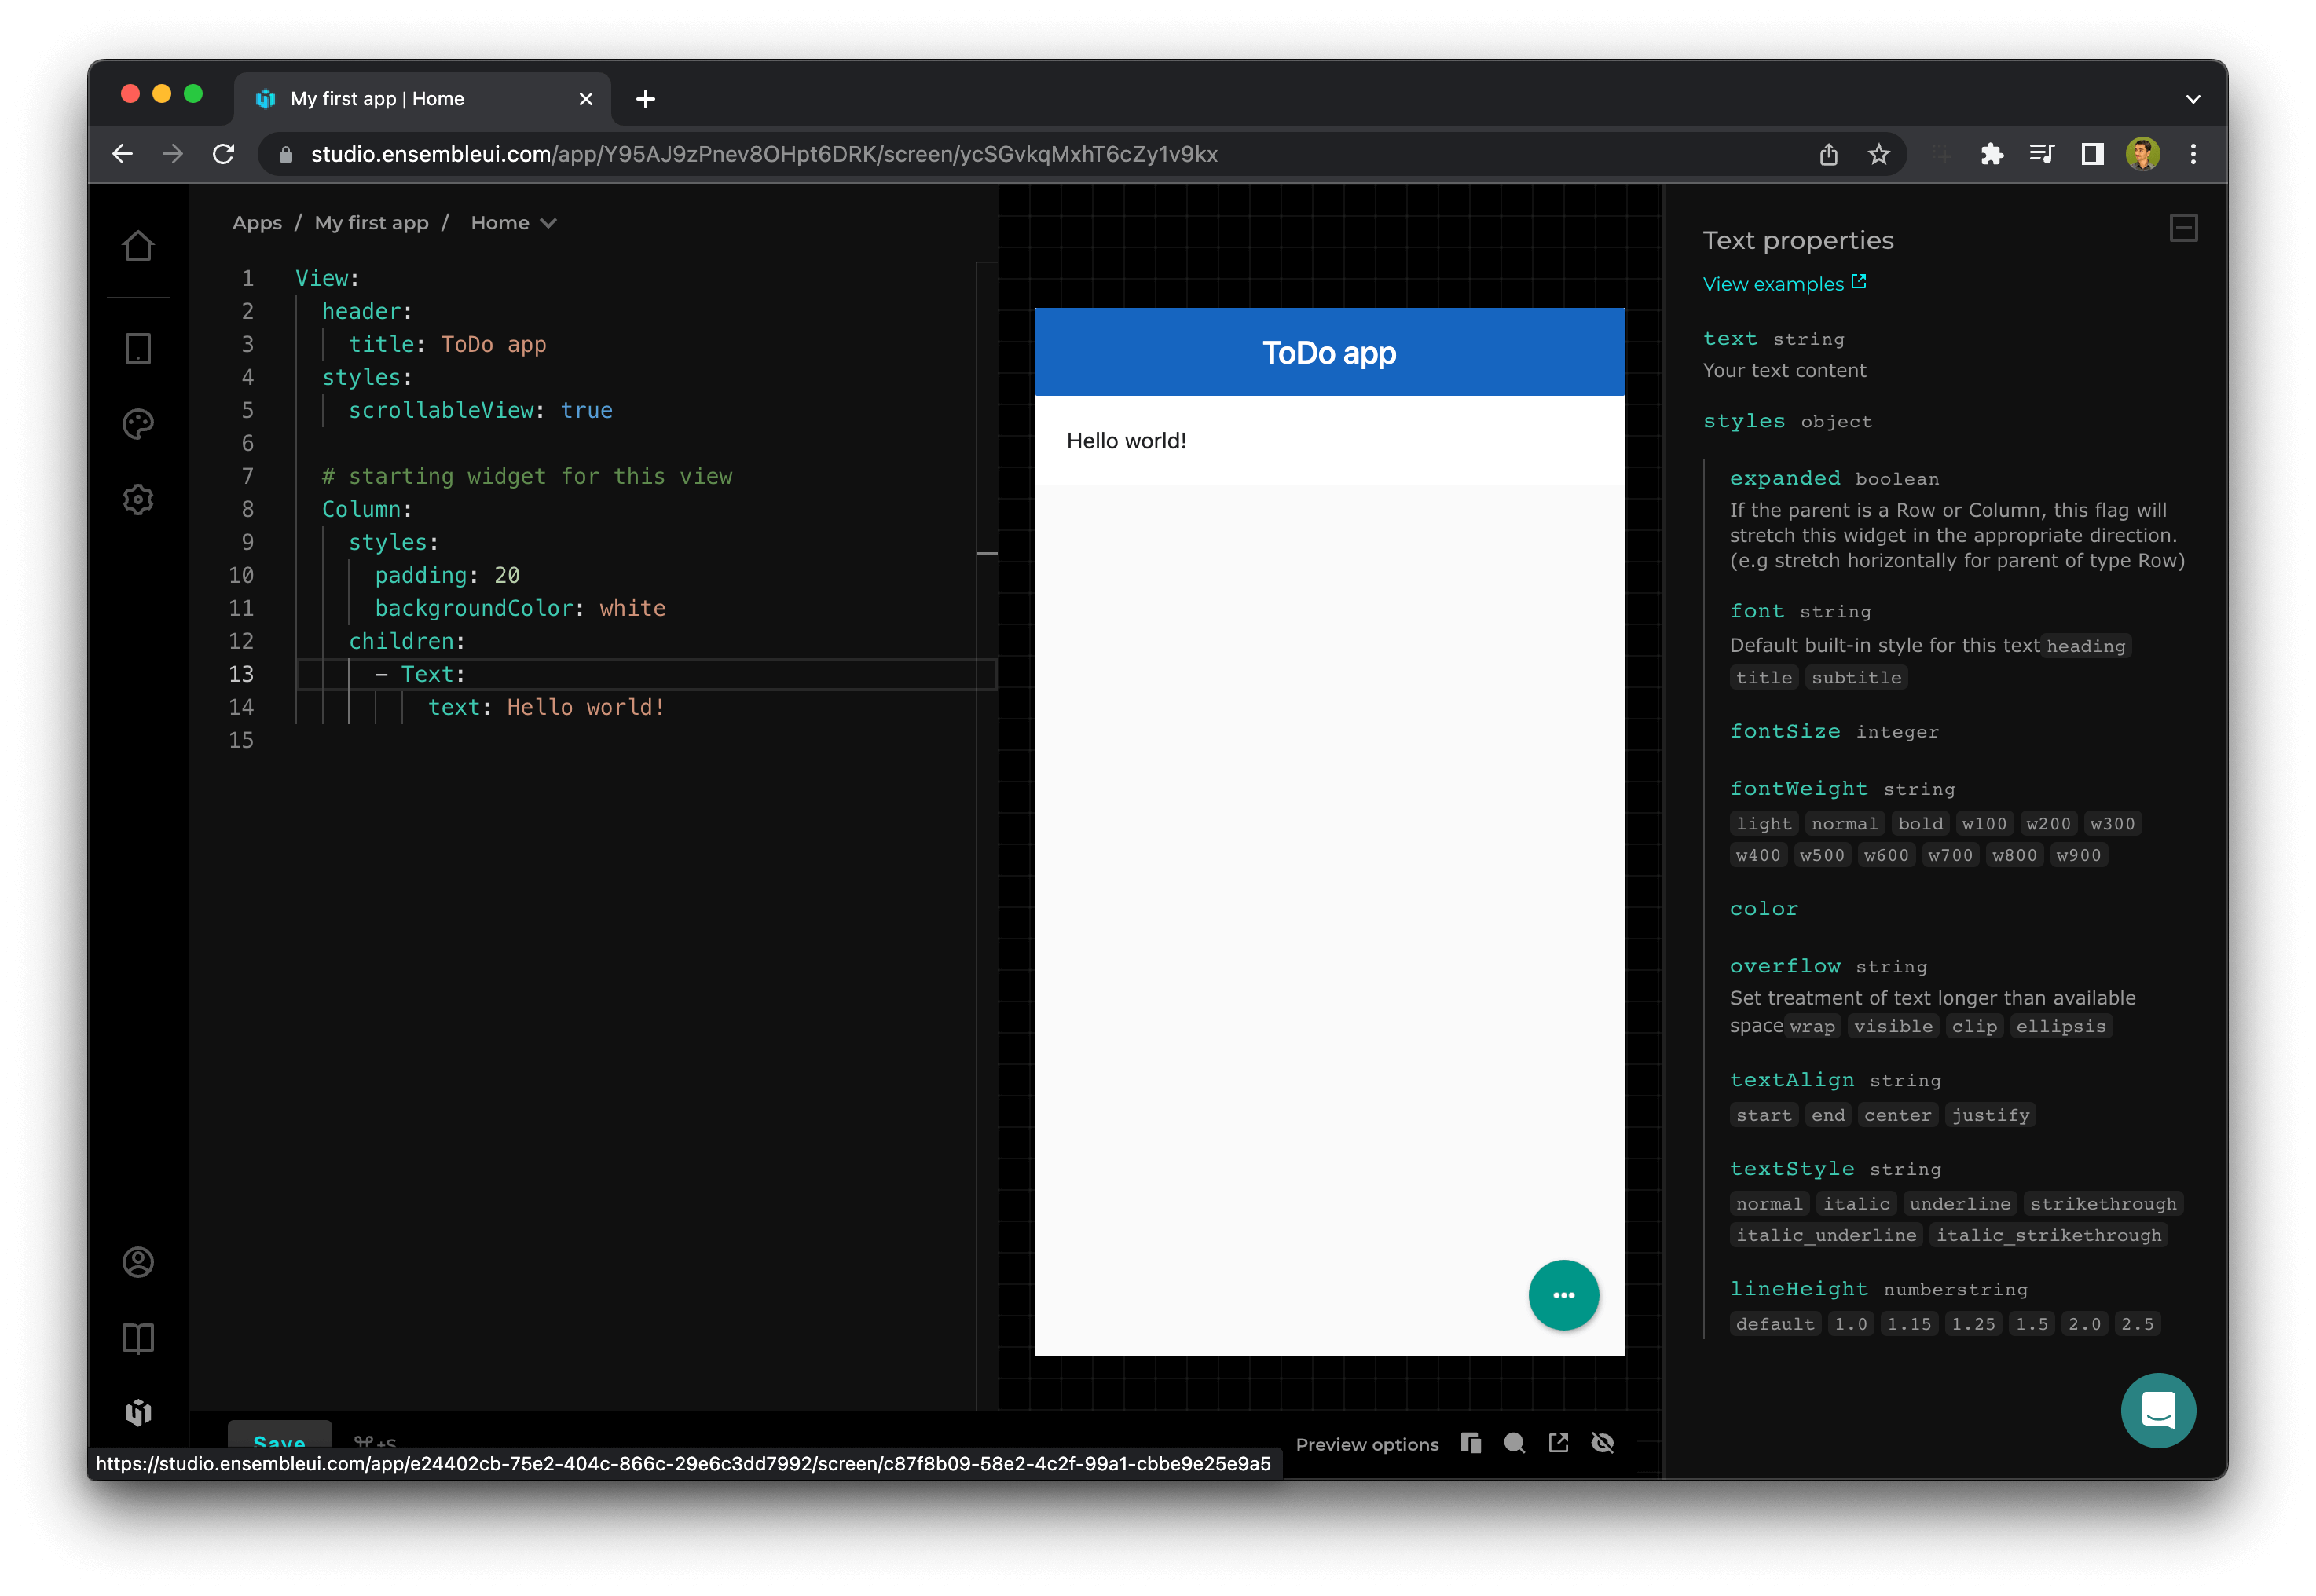 My first app | Home
studio.ensembleui.com/app/Y95AJ9zPnev8OHpt6DRK/screen/ycSGvkqMxhT6cZy1v9kx
Apps / My first app / Home
1 View:
2 header:
3 title: ToDo app
4 styles:
5 scrollableView: true
6
7 # starting widget for this view
8 Column:
9 styles:
10 padding: 20
11 backgroundColor: white
12 children:
13 - Text:
14 text: Hello world!
15
Save ⌘+S
https://studio.ensembleui.com/app/e24402cb-75e2-404c-866c-29e6c3dd7992/screen/c87f8b09-58e2-4c2f-99a1-cbbe9e25e9a5
ToDo app
Hello world!
Preview options
Text properties
View examples
text string
Your text content
styles object
expanded boolean
If the parent is a Row or Column, this flag will
stretch this widget in the appropriate direction.
(e.g stretch horizontally for parent of type Row)
font string
Default built-in style for this text heading
title subtitle
fontSize integer
fontWeight string
light normal bold w100 w200 w300
w400 w500 w600 w700 w800 w900
color
overflow string
Set treatment of text longer than available
space wrap visible clip ellipsis
textAlign string
start end center justify
textStyle string
normal italic underline strikethrough
italic_underline italic_strikethrough
lineHeight numberstring
default 1.0 1.15 1.25 1.5 2.0 2.5